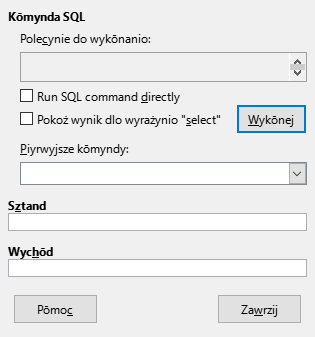 Kōmynda SQL
Polecynie do wykōnanio:
Run SQL command directly
Pokoż wynik dlo wyrażynio "select"
Wykōnej
Piyrwyjsze kōmyndy:
Sztand
Wychōd
Pōmoc
Zawrzij